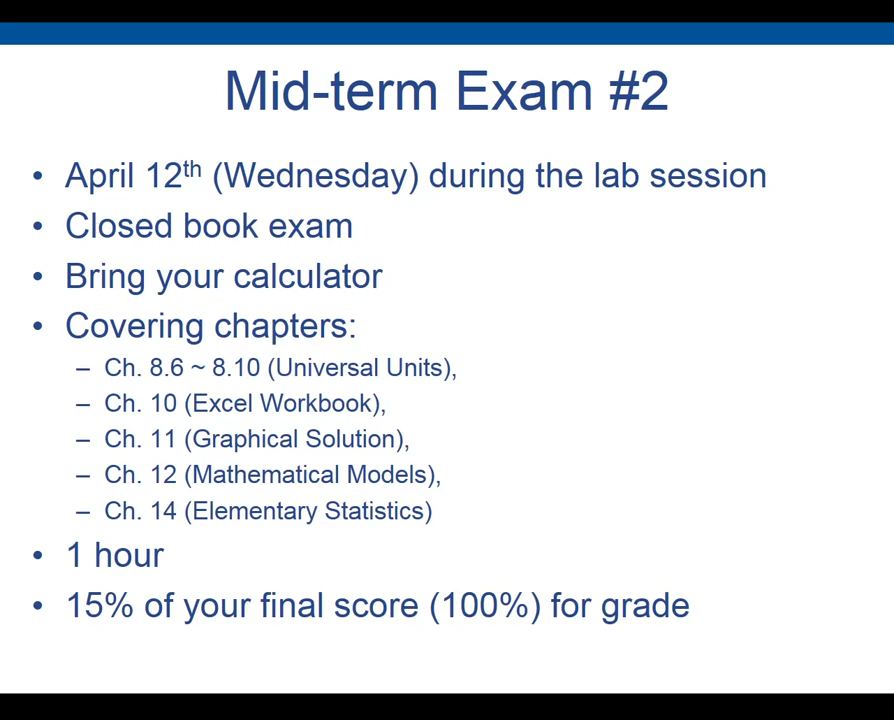 Mid-term Exam #2
• April 12th (Wednesday) during the lab session
• Closed book exam
• Bring your calculator
• Covering chapters:
– Ch. 8.6 ~ 8.10 (Universal Units),
– Ch. 10 (Excel Workbook),
– Ch. 11 (Graphical Solution),
– Ch. 12 (Mathematical Models),
– Ch. 14 (Elementary Statistics)
• 1 hour
• 15% of your final score (100%) for grade